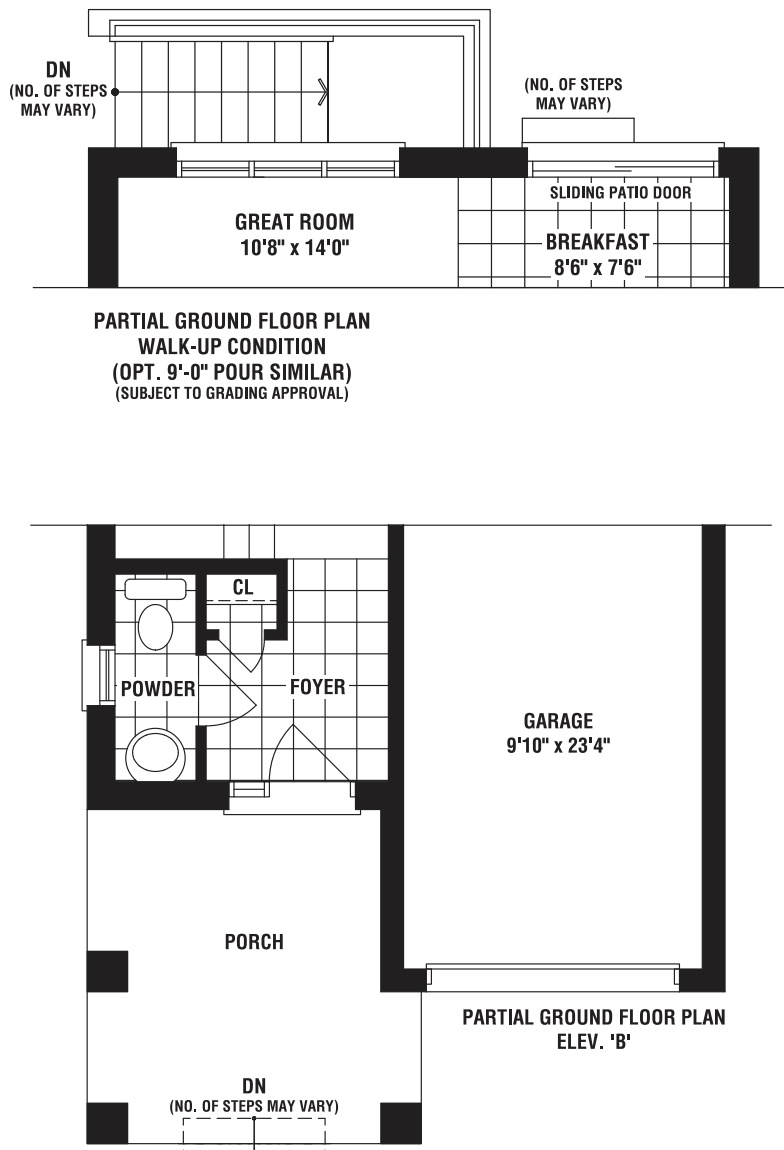 DN
(NO. OF STEPS
MAY VARY)
(NO. OF STEPS
MAY VARY)
SLIDING PATIO DOOR
GREAT ROOM
10'8" x 14'0"
BREAKFAST
8'6" x 7'6"
PARTIAL GROUND FLOOR PLAN
WALK-UP CONDITION
(OPT. 9'-0" POUR SIMILAR)
(SUBJECT TO GRADING APPROVAL)
CL
POWDER
FOYER
GARAGE
9'10" x 23'4"
PORCH
PARTIAL GROUND FLOOR PLAN
ELEV. 'B'
DN
(NO. OF STEPS MAY VARY)